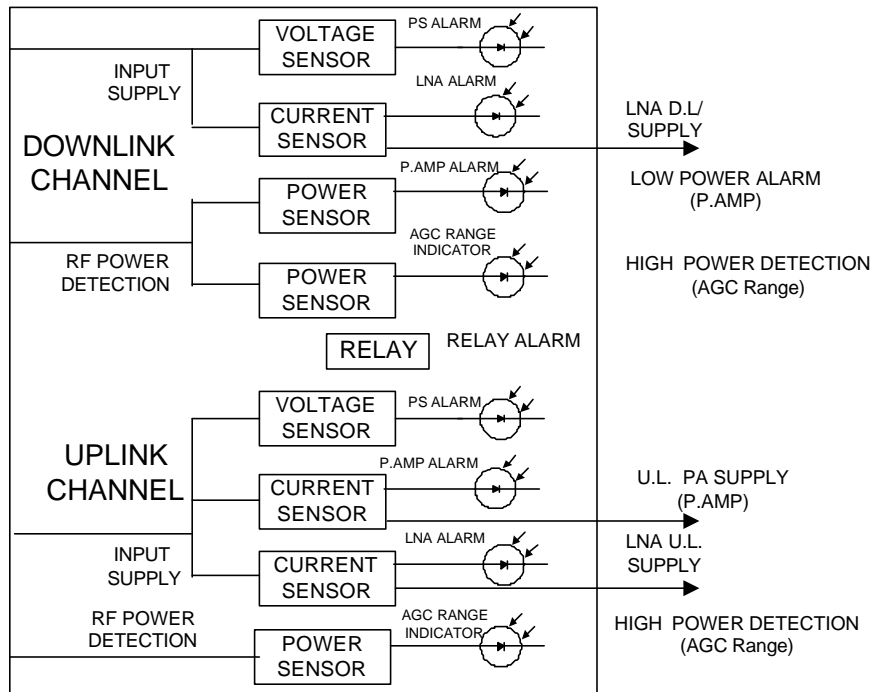 PS ALARM
VOLTAGE
SENSOR
INPUT
SUPPLY
LNA ALARM
CURRENT
SENSOR
LNA D.L/
SUPPLY
DOWNLINK
CHANNEL
P.AMP ALARM
POWER
SENSOR
LOW POWER ALARM
(P.AMP)
AGC RANGE
INDICATOR
RF POWER
DETECTION
POWER
SENSOR
HIGH POWER DETECTION
(AGC Range)
RELAY
RELAY ALARM
VOLTAGE
SENSOR
PS ALARM
UPLINK
CHANNEL
P.AMP ALARM
CURRENT
SENSOR
U.L. PA SUPPLY
(P.AMP)
INPUT
SUPPLY
LNA ALARM
CURRENT
SENSOR
LNA U.L.
SUPPLY
RF POWER
DETECTION
AGC RANGE
INDICATOR
POWER
SENSOR
HIGH POWER DETECTION
(AGC Range)